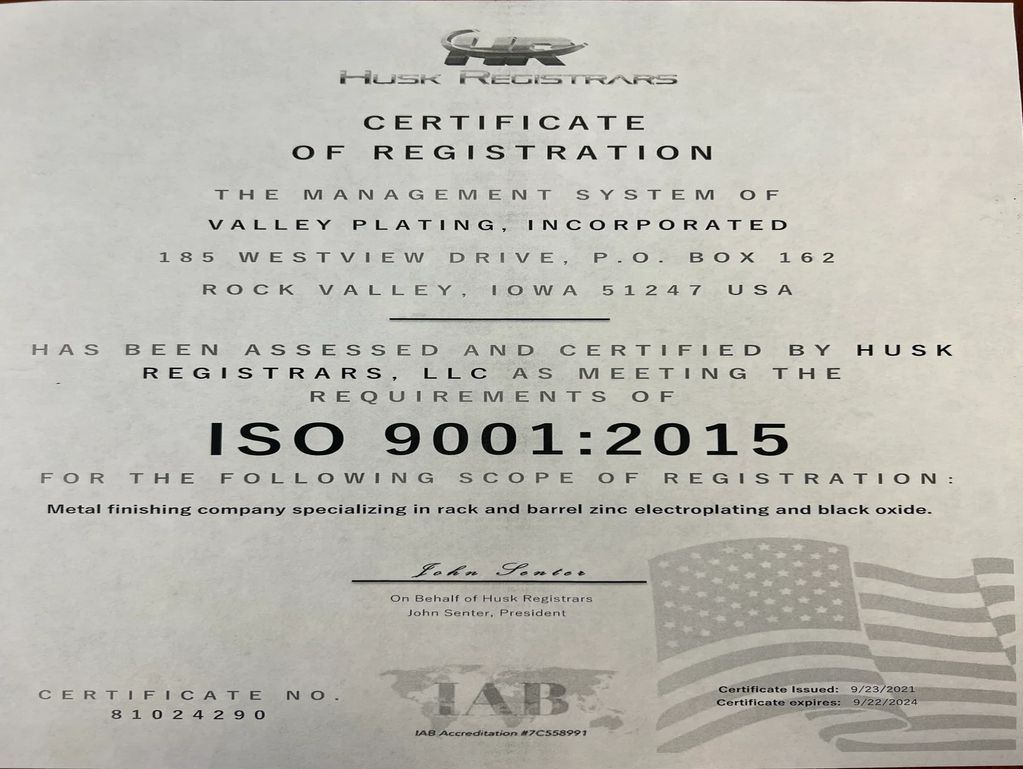 HR
HUSK REGISTRARS
CERTIFICATE
OF REGISTRATION
THE MANAGEMENT SYSTEM OF
VALLEY PLATING, INCORPORATED
185 WESTVIEW DRIVE, P.O. BOX 162
ROCK VALLEY, IOWA 51247 USA
HAS BEEN ASSESSED AND CERTIFIED BY HUSK
REGISTRARS, LLC AS MEETING THE
REQUIREMENTS OF
ISO 9001:2015
FOR THE FOLLOWING SCOPE OF REGISTRATION:
Metal finishing company specializing in rack and barrel zinc electroplating and black oxide.
John Senter
On Behalf of Husk Registrars
John Senter, President
CERTIFICATE NO.
81024290
IAB
IAB Accreditation #7CS58991
Certificate Issued: 9/23/2021
Certificate expires: 9/22/2024